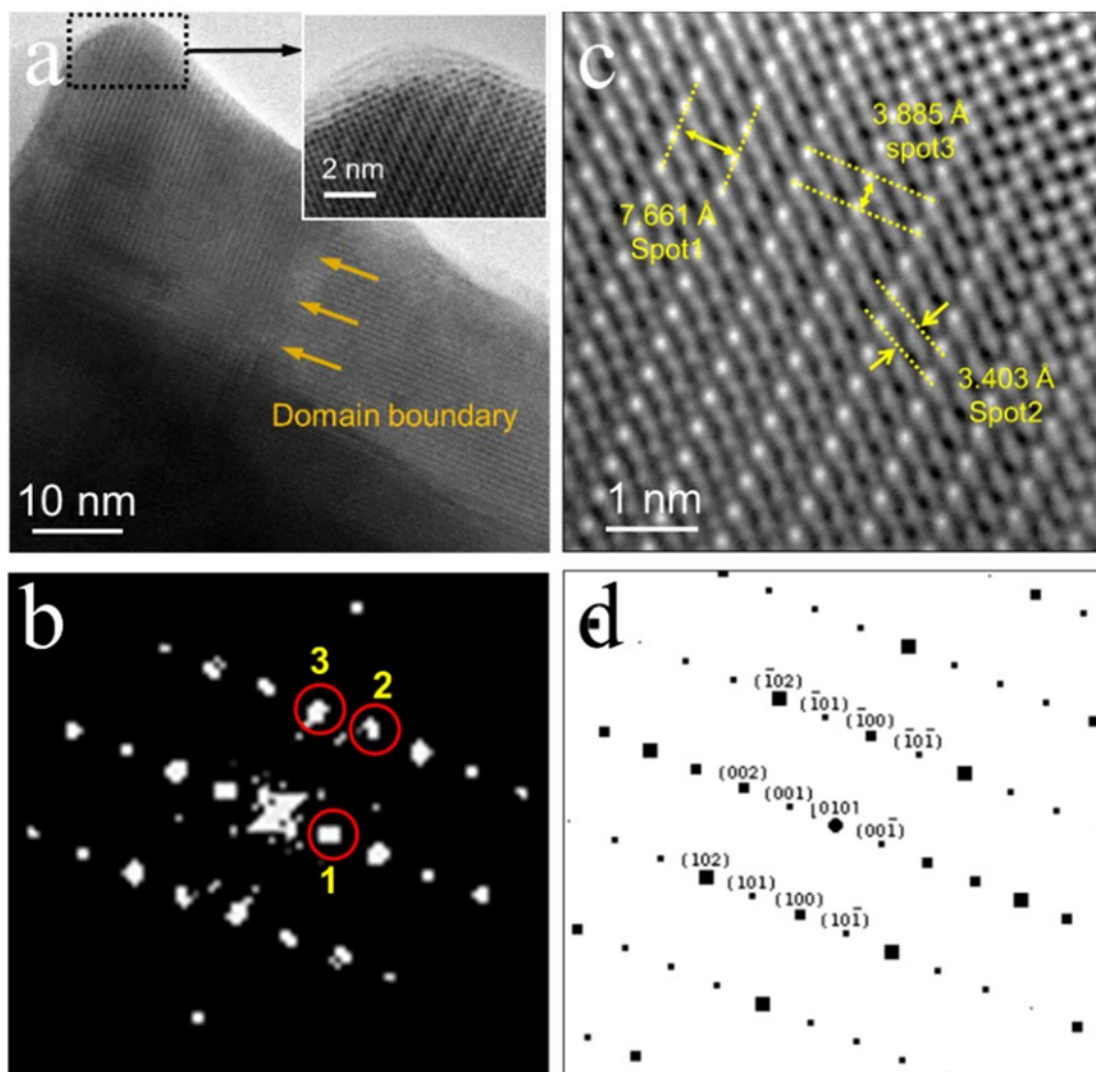 a
2 nm
Domain boundary
10 nm
c
3.885 Å
spot3
7.661 Å
Spot1
3.403 Å
Spot2
1 nm
b
3
2
1
d
(1̄02)
(1̄01)
(1̄00)
(1̄01̄)
(002)
(001)
[010]
(001̄)
(102)
(101)
(100)
(101̄)